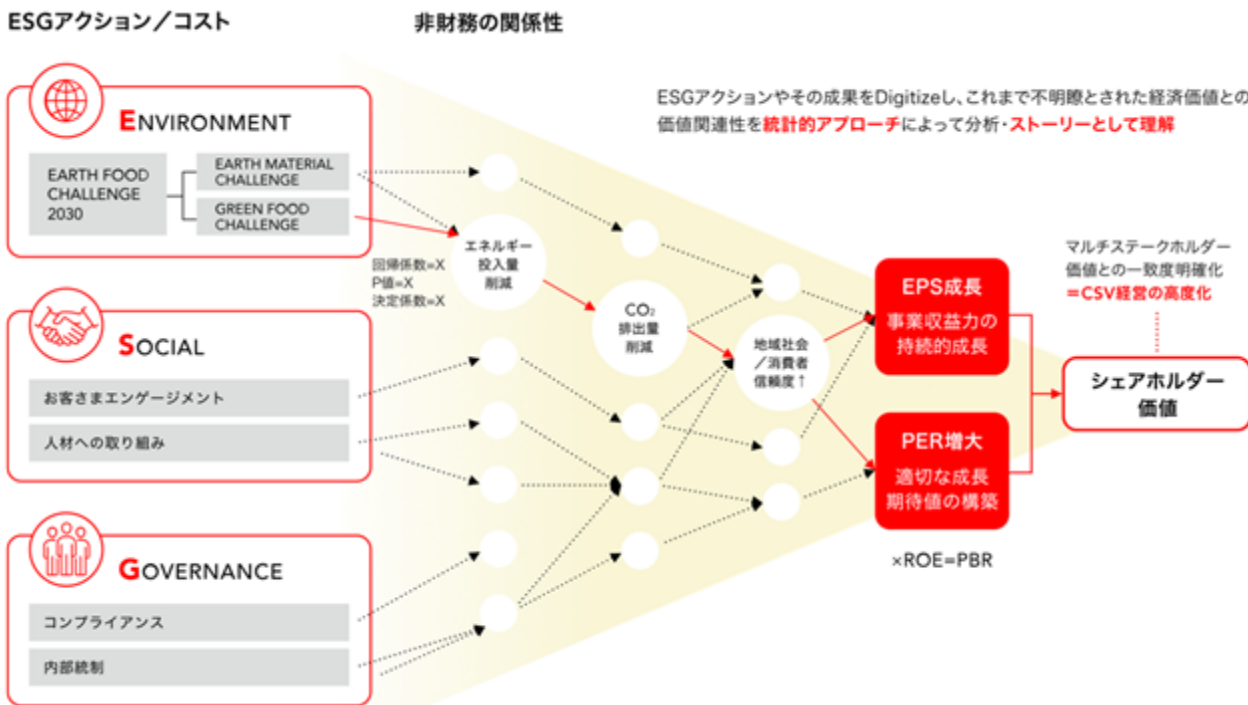 ESGアクション／コスト
非財務の関係性
ESGアクションやその成果をDigitizeし、これまで不明瞭とされた経済価値との
価値関連性を統計的アプローチによって分析・ストーリーとして理解
ENVIRONMENT
EARTH FOOD
CHALLENGE
2030
EARTH MATERIAL
CHALLENGE
GREEN FOOD
CHALLENGE
回帰係数=X
P値=X
決定係数=X
エネルギー
投入量
削減
CO₂
排出量
削減
地域社会
／消費者
信頼度↑
EPS成長
事業収益力の
持続的成長
マルチステークホルダー
価値との一致度明確化
＝CSV経営の高度化
シェアホルダー
価値
SOCIAL
お客さまエンゲージメント
人材への取り組み
PER増大
適切な成長
期待値の構築
×ROE=PBR
GOVERNANCE
コンプライアンス
内部統制